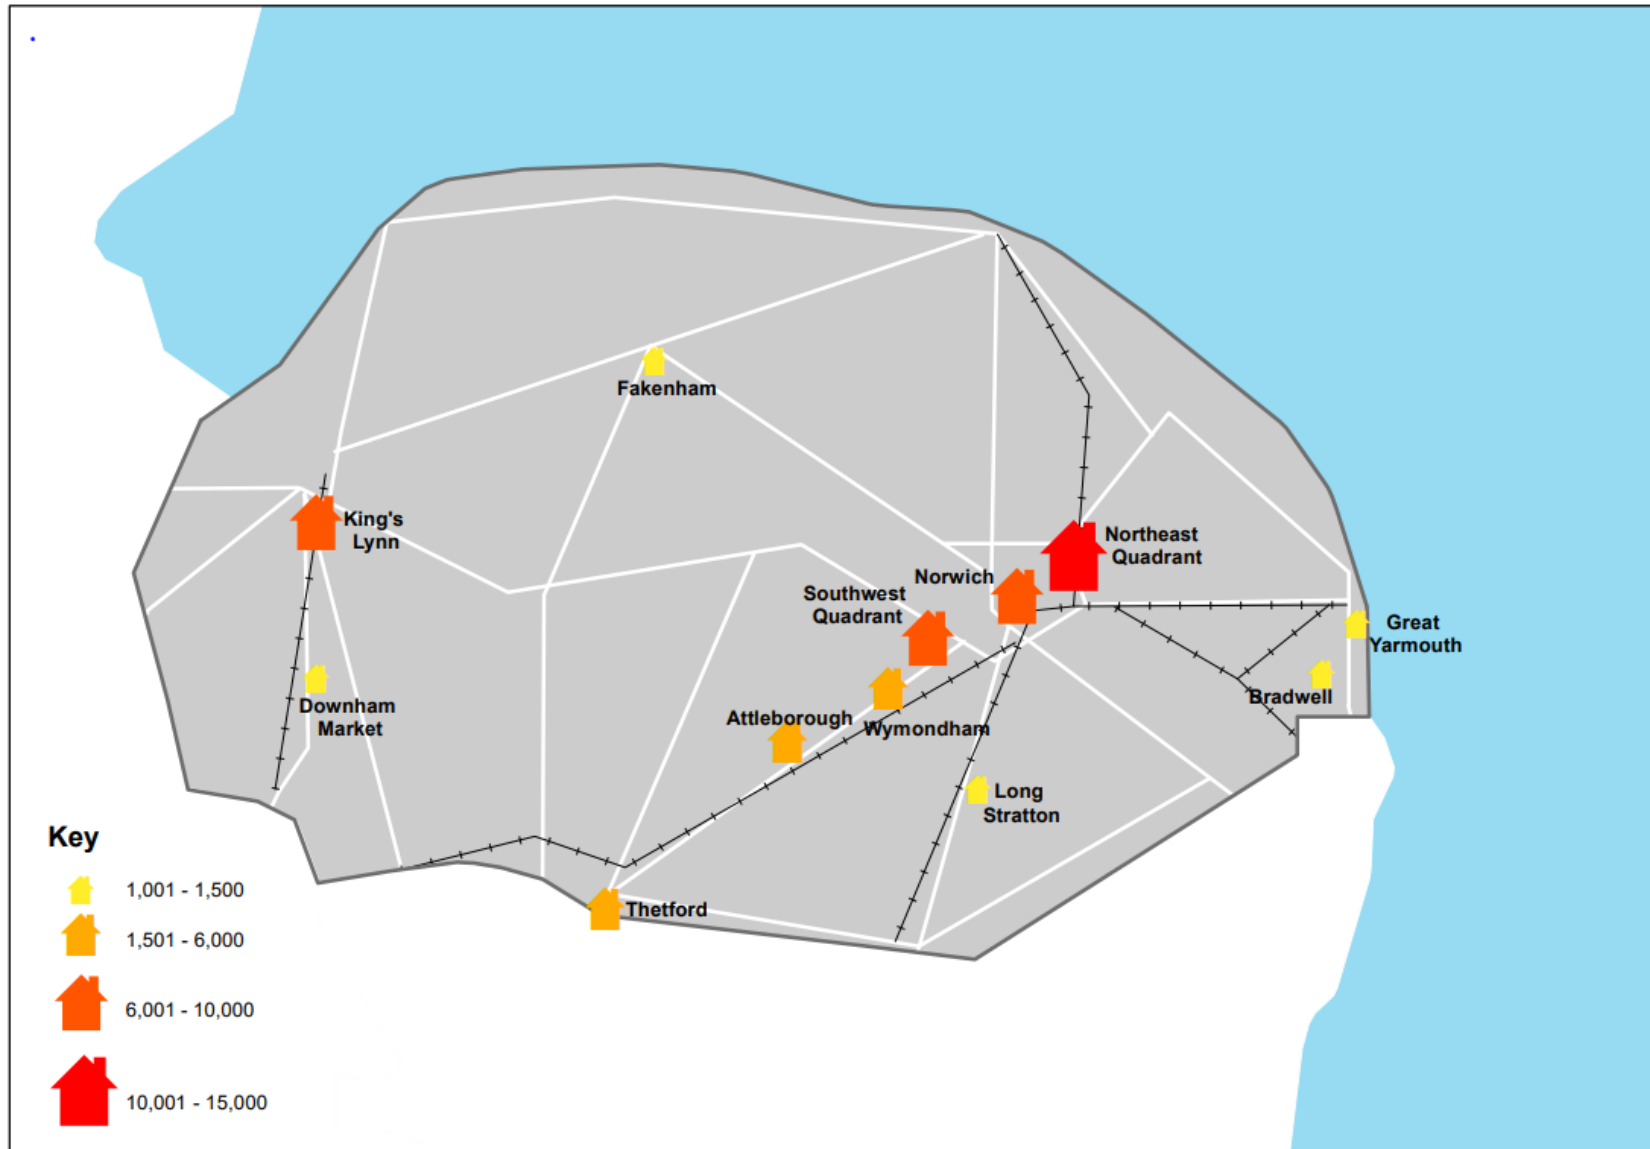 Fakenham
King's
Lynn
Northeast
Quadrant
Norwich
Southwest
Quadrant
Great
Yarmouth
Downham
Market
Bradwell
Attleborough
Wymondham
Long
Stratton
Thetford
Key
1,001 - 1,500
1,501 - 6,000
6,001 - 10,000
10,001 - 15,000